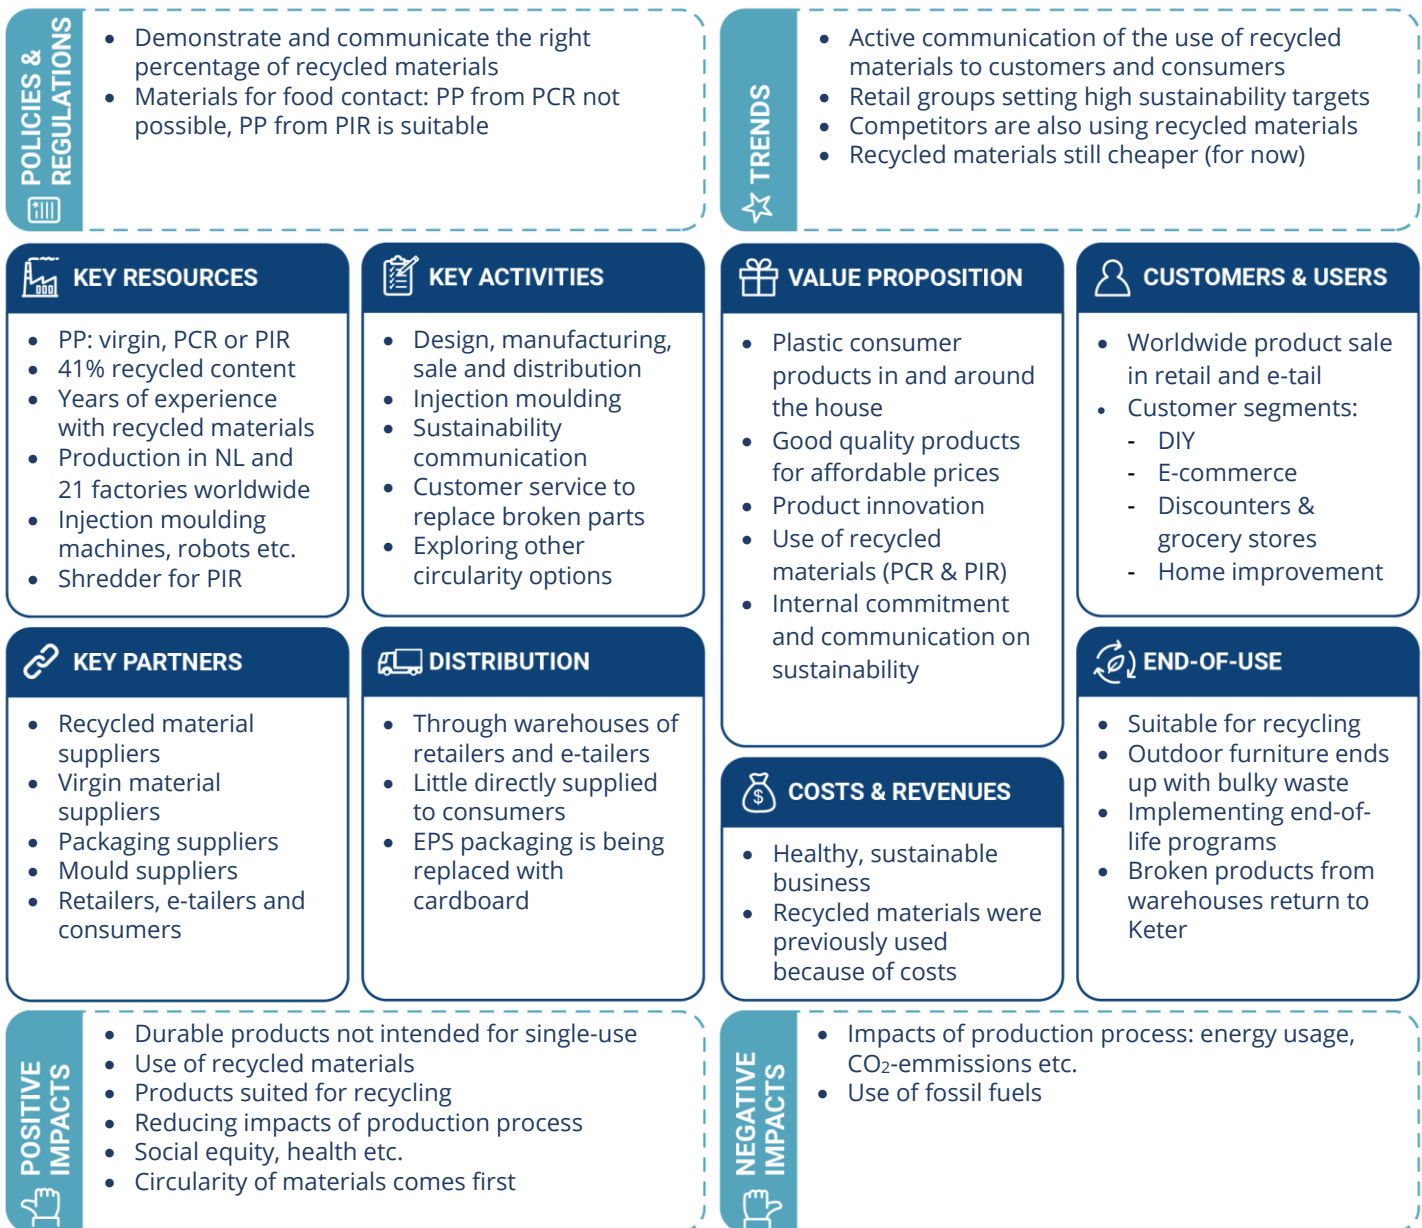 POLICIES &
REGULATIONS
• Demonstrate and communicate the right
percentage of recycled materials
• Materials for food contact: PP from PCR not
possible, PP from PIR is suitable
TRENDS
• Active communication of the use of recycled
materials to customers and consumers
• Retail groups setting high sustainability targets
• Competitors are also using recycled materials
• Recycled materials still cheaper (for now)
KEY RESOURCES
• PP: virgin, PCR or PIR
• 41% recycled content
• Years of experience
with recycled materials
• Production in NL and
21 factories worldwide
• Injection moulding
machines, robots etc.
• Shredder for PIR
KEY ACTIVITIES
• Design, manufacturing,
sale and distribution
• Injection moulding
• Sustainability
communication
• Customer service to
replace broken parts
• Exploring other
circularity options
VALUE PROPOSITION
• Plastic consumer
products in and around
the house
• Good quality products
for affordable prices
• Product innovation
• Use of recycled
materials (PCR & PIR)
• Internal commitment
and communication on
sustainability
CUSTOMERS & USERS
• Worldwide product sale
in retail and e-tail
• Customer segments:
- DIY
- E-commerce
- Discounters &
grocery stores
- Home improvement
KEY PARTNERS
• Recycled material
suppliers
• Virgin material
suppliers
• Packaging suppliers
• Mould suppliers
• Retailers, e-tailers and
consumers
DISTRIBUTION
• Through warehouses of
retailers and e-tailers
• Little directly supplied
to consumers
• EPS packaging is being
replaced with
cardboard
$
COSTS & REVENUES
• Healthy, sustainable
business
• Recycled materials were
previously used
because of costs
END-OF-USE
• Suitable for recycling
• Outdoor furniture ends
up with bulky waste
• Implementing end-of-
life programs
• Broken products from
warehouses return to
Keter
POSITIVE
IMPACTS
• Durable products not intended for single-use
• Use of recycled materials
• Products suited for recycling
• Reducing impacts of production process
• Social equity, health etc.
• Circularity of materials comes first
NEGATIVE
IMPACTS
• Impacts of production process: energy usage,
CO₂-emmissions etc.
• Use of fossil fuels